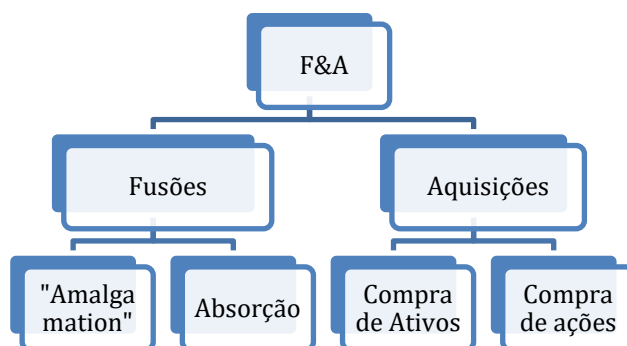 F&A
Fusões
Aquisições
"Amalga
mation"
Absorção
Compra
de Ativos
Compra
de ações